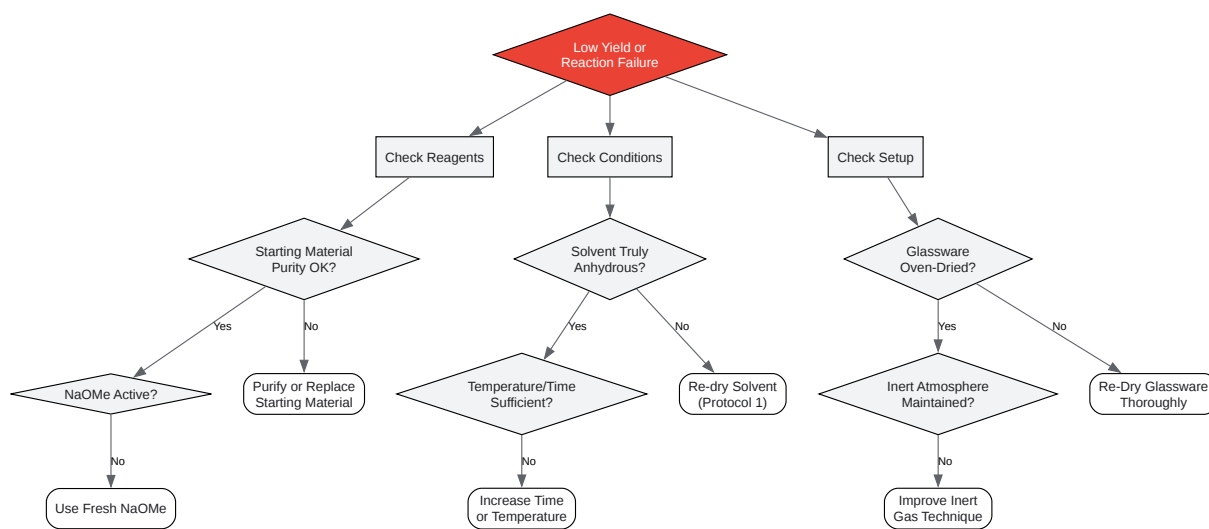 Low Yield or
Reaction Failure
Check Reagents
Check Conditions
Check Setup
Starting Material
Purity OK?
Solvent Truly
Anhydrous?
Glassware
Oven-Dried?
Yes
No
Yes
No
Yes
No
NaOMe Active?
Purify or Replace
Starting Material
Temperature/Time
Sufficient?
Re-dry Solvent
(Protocol 1)
Inert Atmosphere
Maintained?
Re-Dry Glassware
Thoroughly
No
No
No
Use Fresh NaOMe
Increase Time
or Temperature
Improve Inert
Gas Technique